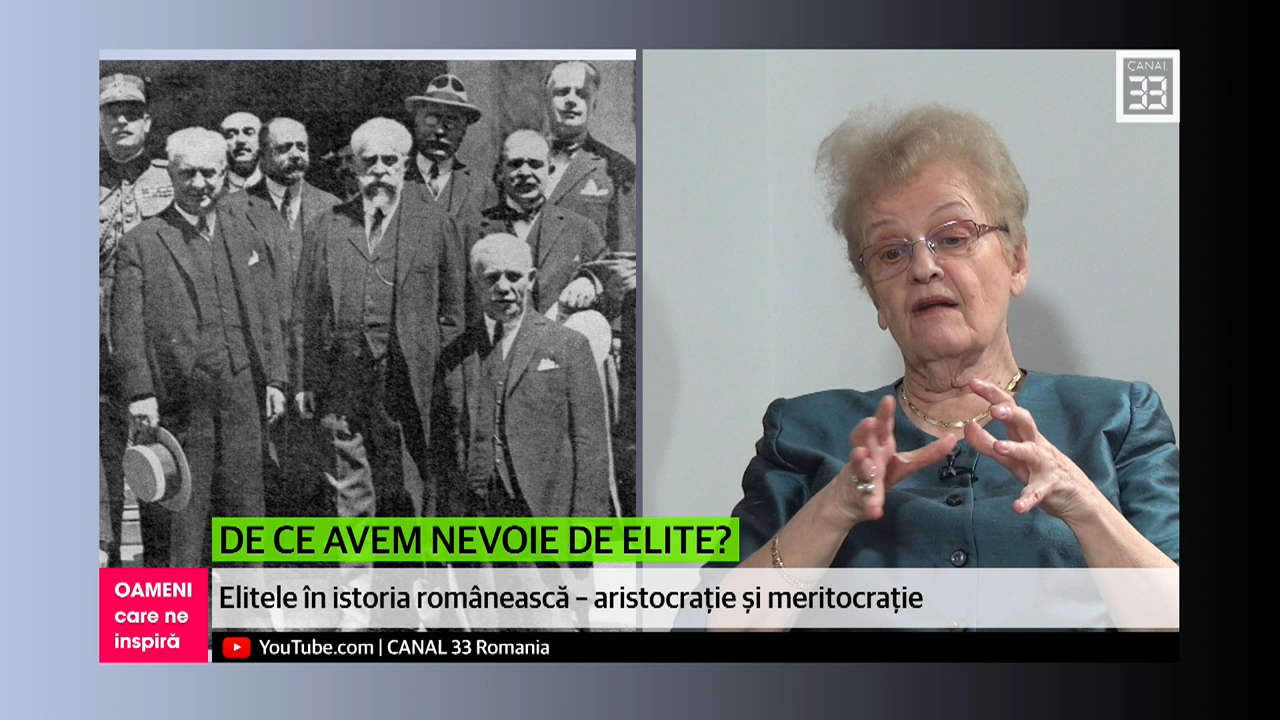 CANAL
33
DE CE AVEM NEVOIE DE ELITE?
OAMENI
care ne
inspiră
Elitele în istoria românească – aristocrație și meritocrație
YouTube.com | CANAL 33 Romania